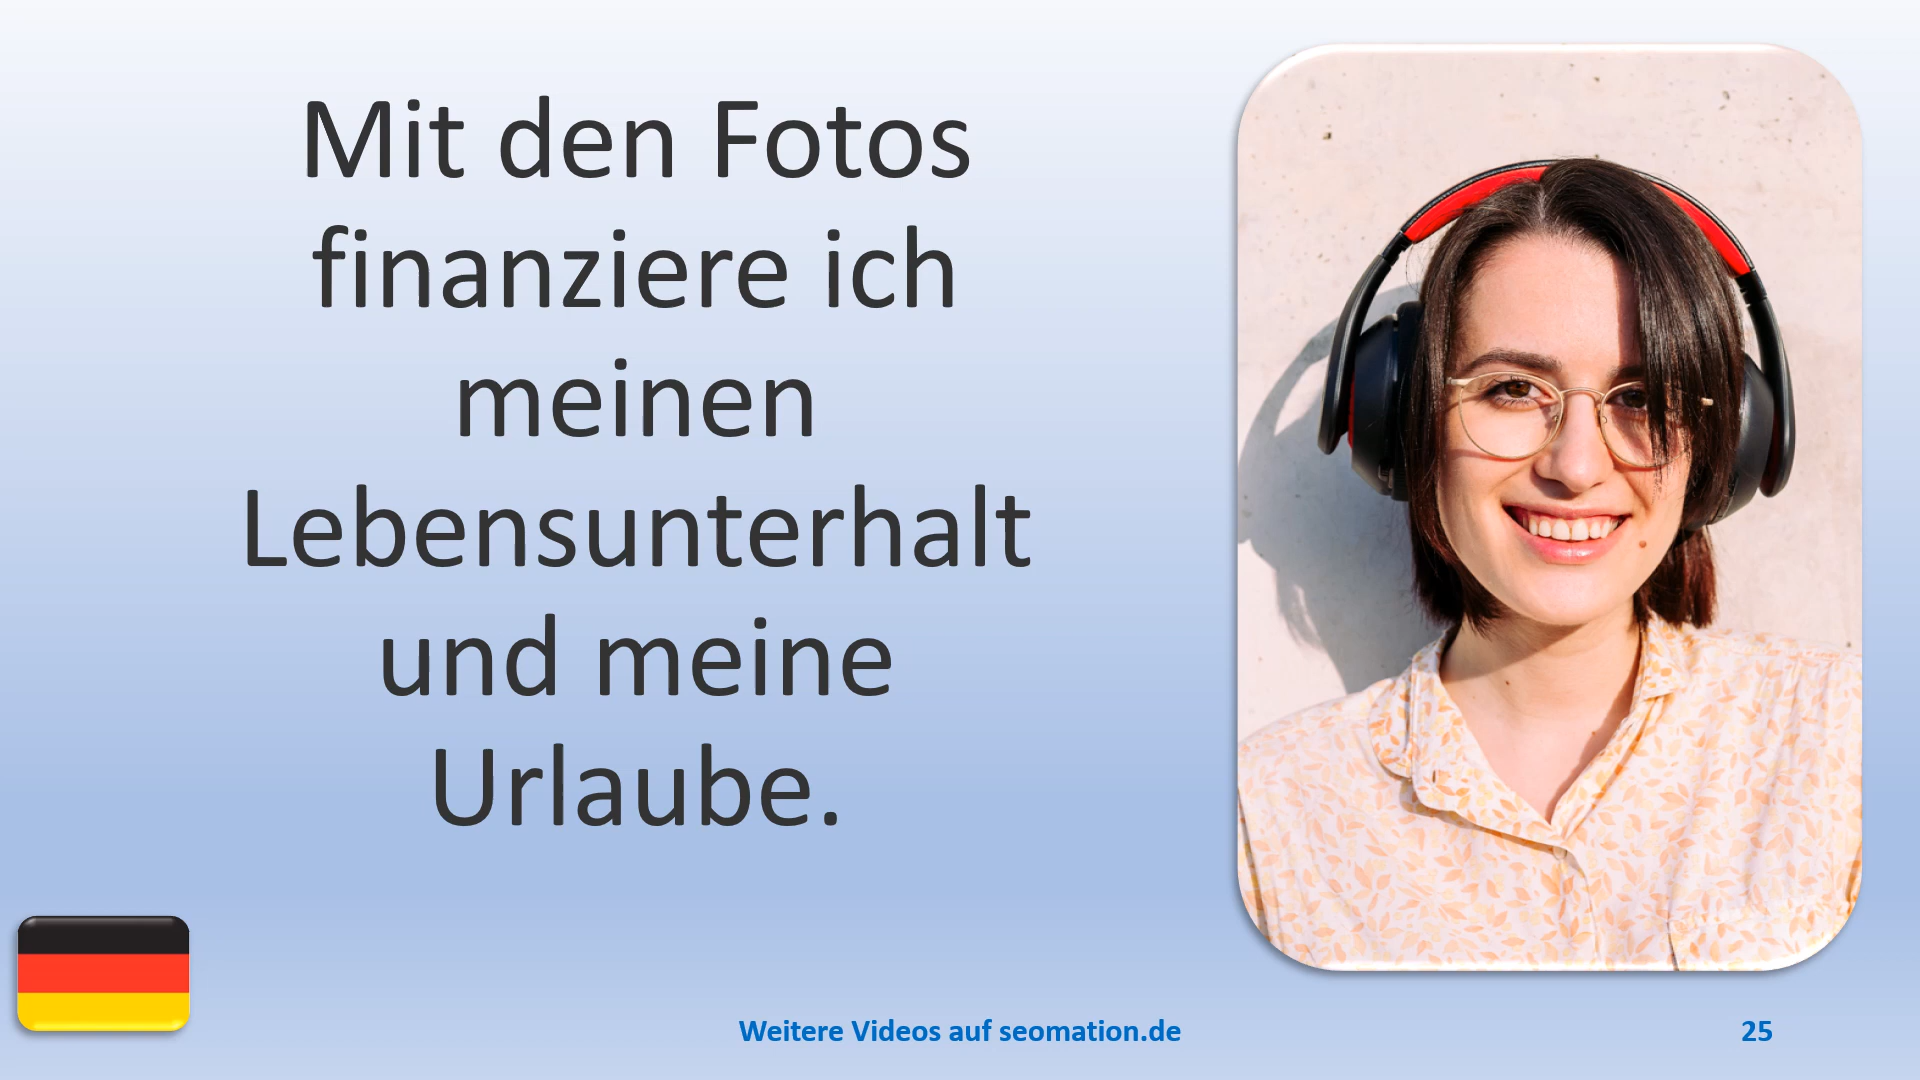 Mit den Fotos
finanziere ich
meinen
Lebensunterhalt
und meine
Urlaube.
Weitere Videos auf seomation.de
25